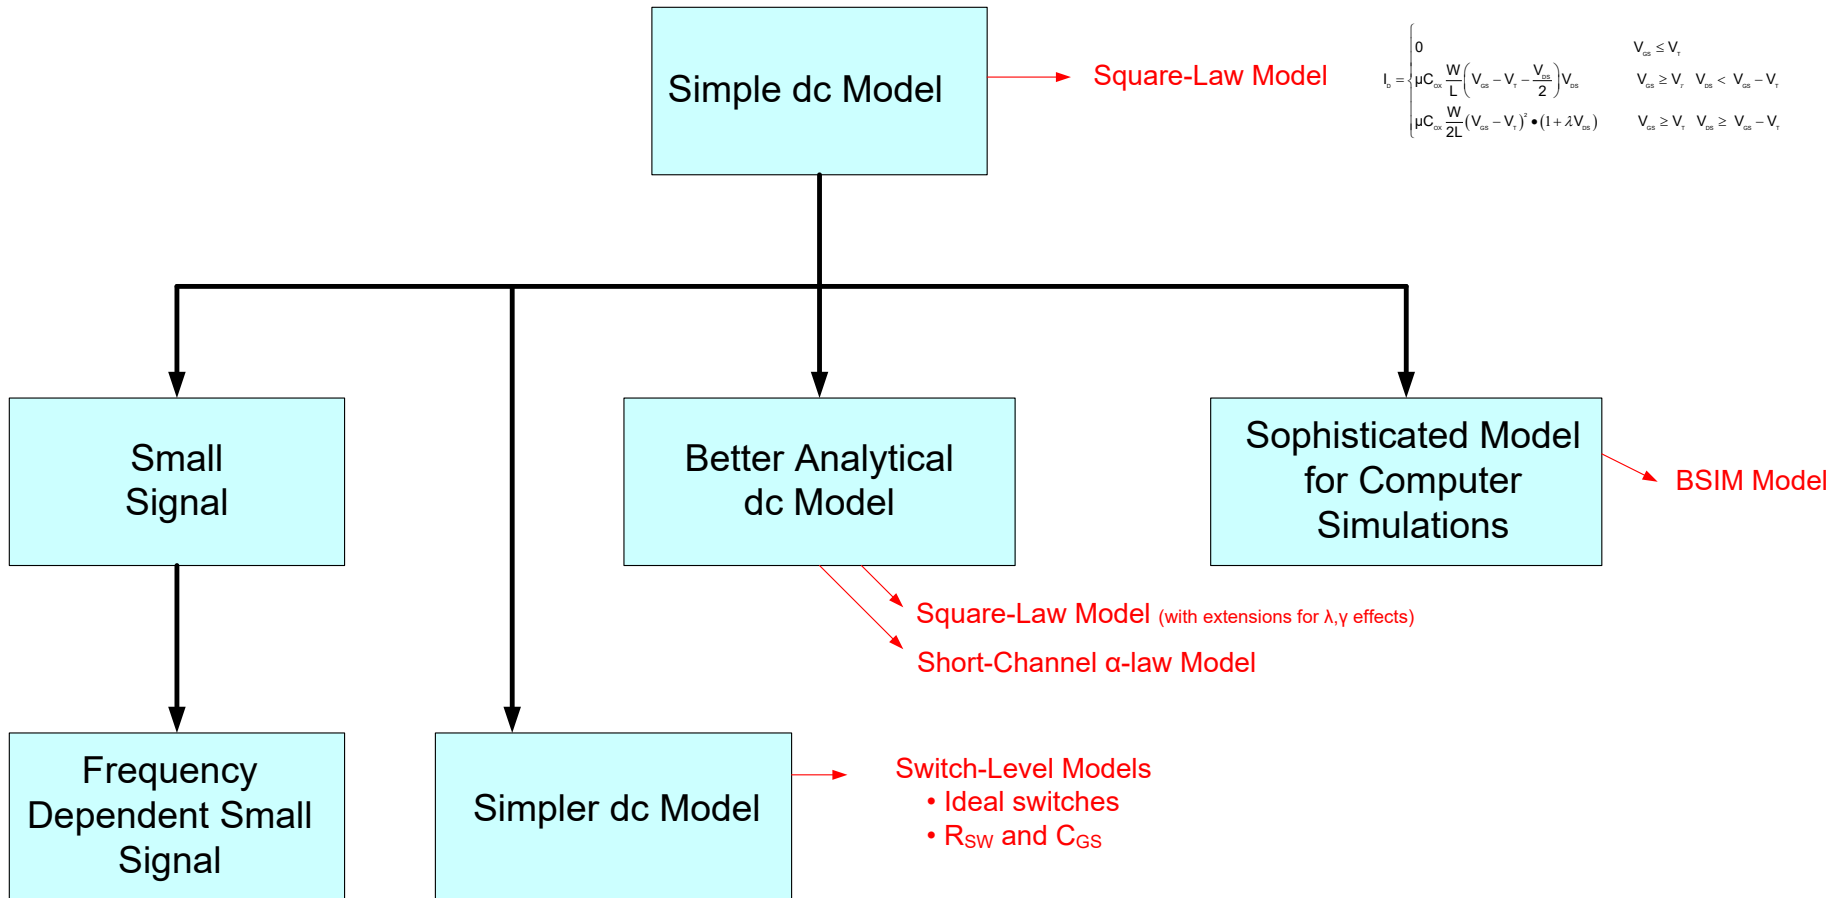 Simple dc Model
Square-Law Model
I_D = { 0    V_GS ≤ V_T
μC_OX W/L (V_GS − V_T − V_DS/2) V_DS    V_GS ≥ V_T  V_DS < V_GS − V_T
μC_OX W/2L (V_GS − V_T)² • (1 + λV_DS)    V_GS ≥ V_T  V_DS ≥ V_GS − V_T
Small
Signal
Better Analytical
dc Model
Sophisticated Model
for Computer
Simulations
BSIM Model
Square-Law Model (with extensions for λ,γ effects)
Short-Channel α-law Model
Frequency
Dependent Small
Signal
Simpler dc Model
Switch-Level Models
• Ideal switches
• R_SW and C_GS